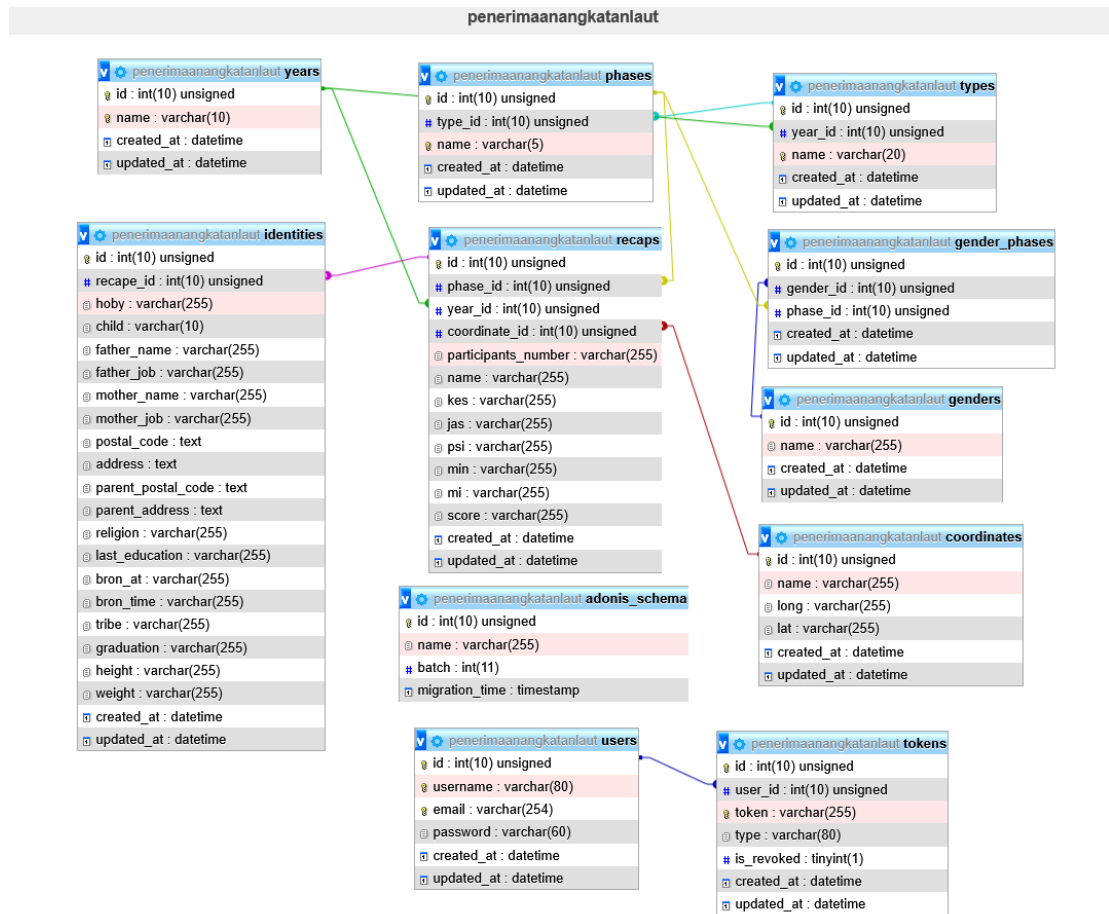 penerimaanangkatanlaut
v penerimaanangkatanlaut years
id : int(10) unsigned
name : varchar(10)
created_at : datetime
updated_at : datetime
v penerimaanangkatanlaut phases
id : int(10) unsigned
# type_id : int(10) unsigned
name : varchar(5)
created_at : datetime
updated_at : datetime
v penerimaanangkatanlaut types
id : int(10) unsigned
# year_id : int(10) unsigned
name : varchar(20)
created_at : datetime
updated_at : datetime
v penerimaanangkatanlaut identities
id : int(10) unsigned
# recape_id : int(10) unsigned
hoby : varchar(255)
child : varchar(10)
father_name : varchar(255)
father_job : varchar(255)
mother_name : varchar(255)
mother_job : varchar(255)
postal_code : text
address : text
parent_postal_code : text
parent_address : text
religion : varchar(255)
last_education : varchar(255)
bron_at : varchar(255)
bron_time : varchar(255)
tribe : varchar(255)
graduation : varchar(255)
height : varchar(255)
weight : varchar(255)
created_at : datetime
updated_at : datetime
v penerimaanangkatanlaut recaps
id : int(10) unsigned
# phase_id : int(10) unsigned
# year_id : int(10) unsigned
# coordinate_id : int(10) unsigned
participants_number : varchar(255)
name : varchar(255)
kes : varchar(255)
jas : varchar(255)
psi : varchar(255)
min : varchar(255)
mi : varchar(255)
score : varchar(255)
created_at : datetime
updated_at : datetime
v penerimaanangkatanlaut gender_phases
id : int(10) unsigned
# gender_id : int(10) unsigned
# phase_id : int(10) unsigned
created_at : datetime
updated_at : datetime
v penerimaanangkatanlaut genders
id : int(10) unsigned
name : varchar(255)
created_at : datetime
updated_at : datetime
v penerimaanangkatanlaut coordinates
id : int(10) unsigned
name : varchar(255)
long : varchar(255)
lat : varchar(255)
created_at : datetime
updated_at : datetime
v penerimaanangkatanlaut adonis_schema
id : int(10) unsigned
name : varchar(255)
# batch : int(11)
migration_time : timestamp
v penerimaanangkatanlaut users
id : int(10) unsigned
username : varchar(80)
email : varchar(254)
password : varchar(60)
created_at : datetime
updated_at : datetime
v penerimaanangkatanlaut tokens
id : int(10) unsigned
# user_id : int(10) unsigned
token : varchar(255)
type : varchar(80)
# is_revoked : tinyint(1)
created_at : datetime
updated_at : datetime